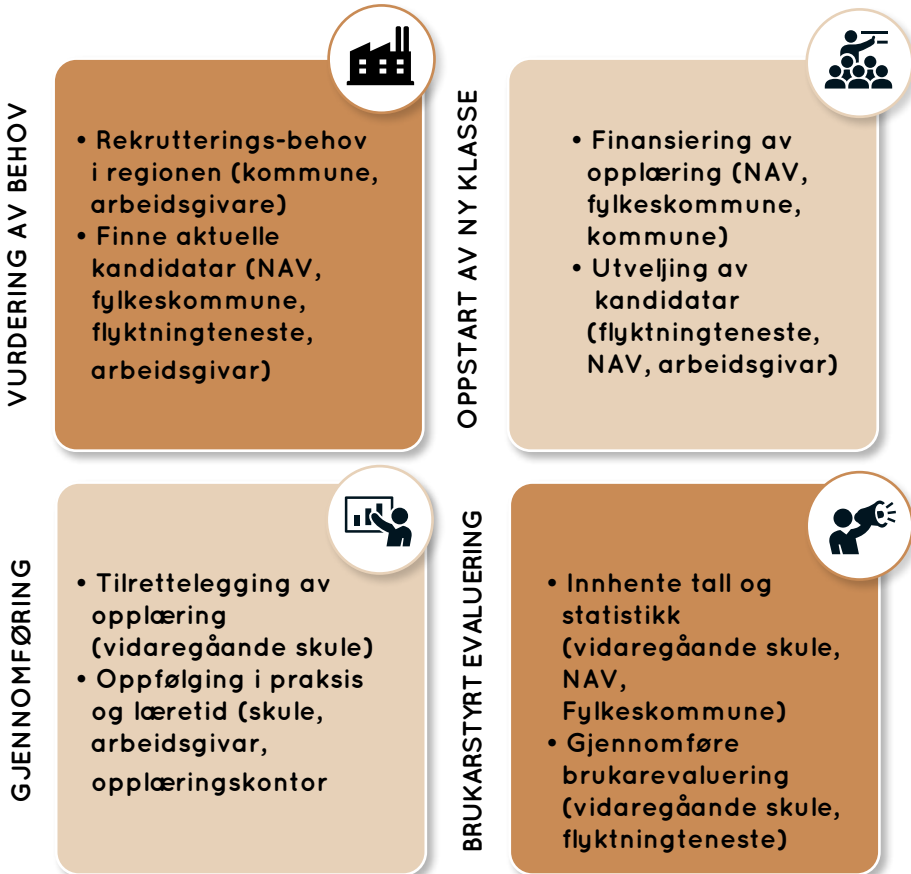 VURDERING AV BEHOV
• Rekrutterings-behov
i regionen (kommune,
arbeidsgivare)
• Finne aktuelle
kandidatar (NAV,
fylkeskommune,
flyktningteneste,
arbeidsgivar)
OPPSTART AV NY KLASSE
• Finansiering av
opplæring (NAV,
fylkeskommune,
kommune)
• Utveljing av
kandidatar
(flyktningteneste,
NAV, arbeidsgivar)
GJENNOMFØRING
• Tilrettelegging av
opplæring
(vidaregåande skule)
• Oppfølging i praksis
og læretid (skule,
arbeidsgivar,
opplæringskontor
BRUKARSTYRT EVALUERING
• Innhente tall og
statistikk
(vidaregåande skule,
NAV,
Fylkeskommune)
• Gjennomføre
brukarevaluering
(vidaregåande skule,
flyktningteneste)